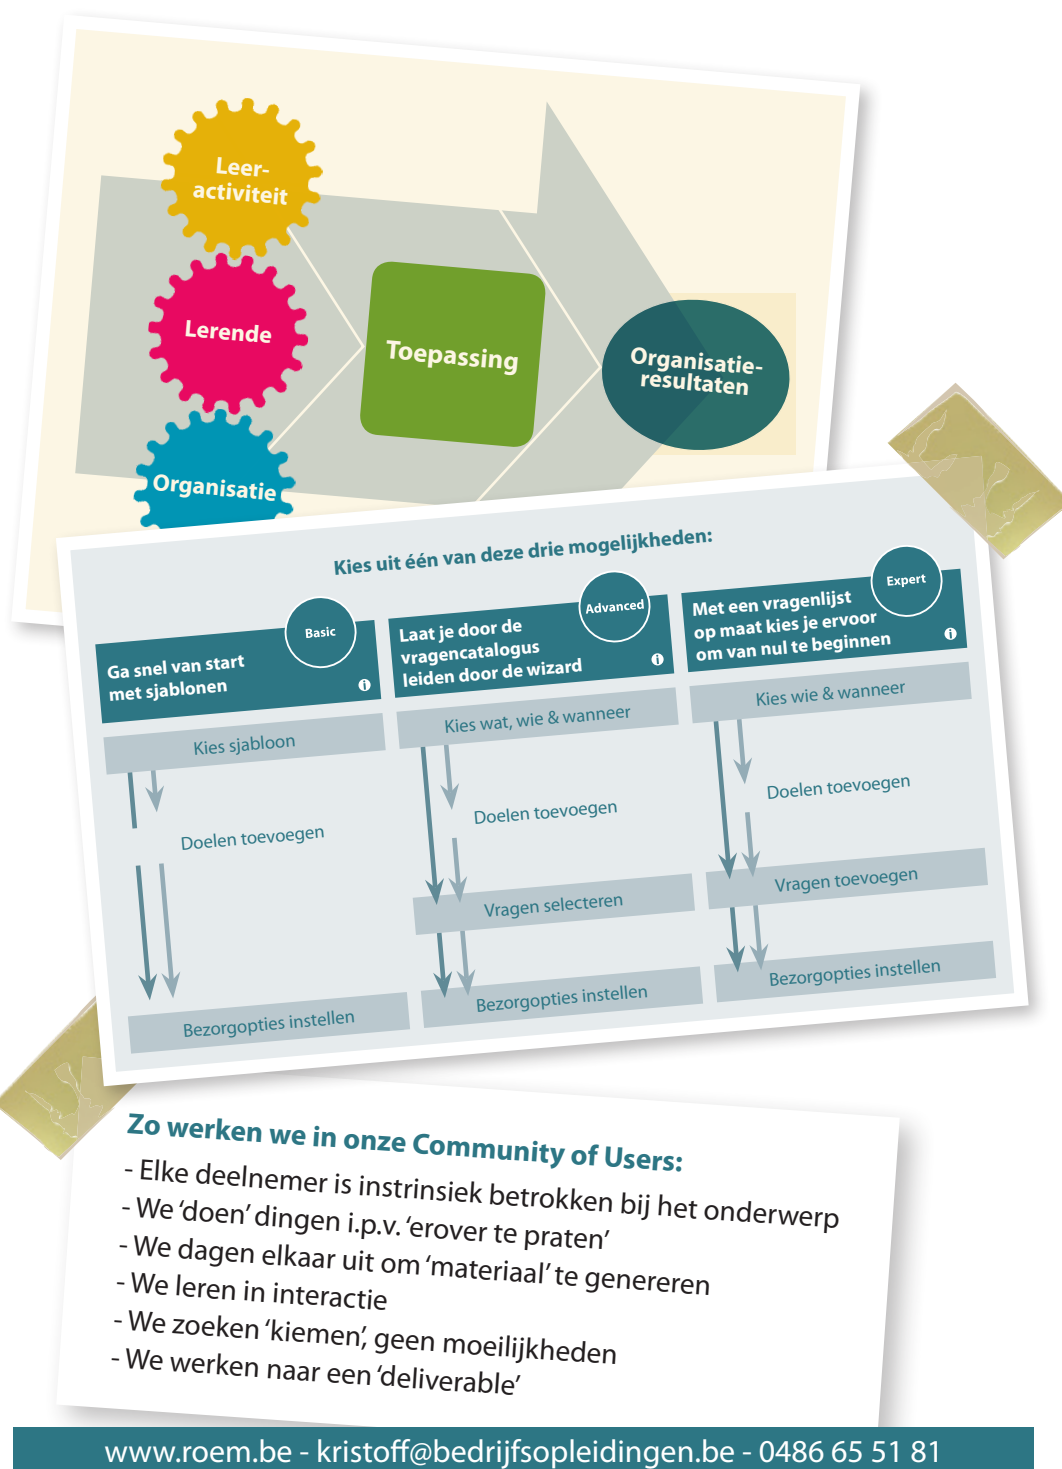 Leer-
activiteit
Lerende
Organisatie
Toepassing
Organisatie-
resultaten
Kies uit één van deze drie mogelijkheden:
Basic
Ga snel van start
met sjablonen
i
Kies sjabloon
Doelen toevoegen
Bezorgopties instellen
Advanced
Laat je door de
vragencatalogus
leiden door de wizard
i
Kies wat, wie & wanneer
Doelen toevoegen
Vragen selecteren
Bezorgopties instellen
Expert
Met een vragenlijst
op maat kies je ervoor
om van nul te beginnen
i
Kies wie & wanneer
Doelen toevoegen
Vragen toevoegen
Bezorgopties instellen
Zo werken we in onze Community of Users:
- Elke deelnemer is instrinsiek betrokken bij het onderwerp
- We ‘doen’ dingen i.p.v. ‘erover te praten’
- We dagen elkaar uit om ‘materiaal’ te genereren
- We leren in interactie
- We zoeken ‘kiemen’, geen moeilijkheden
- We werken naar een ‘deliverable’
www.roem.be - kristoff@bedrijfsopleidingen.be - 0486 65 51 81